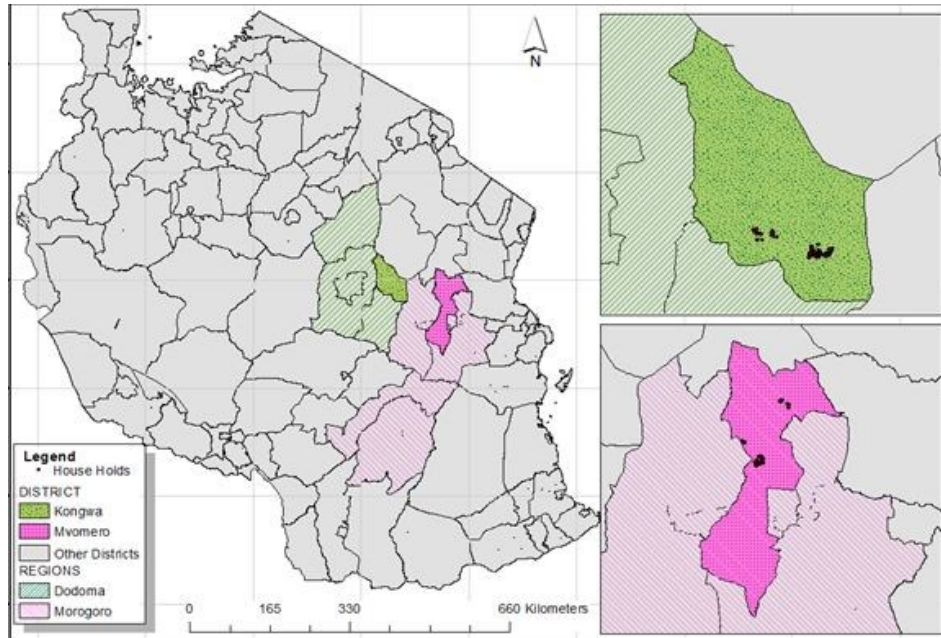 N
Legend
House Holds
DISTRICT
Kongwa
Mvomero
Other Districts
REGIONS
Dodoma
Morogoro
0 165 330 660 Kilometers